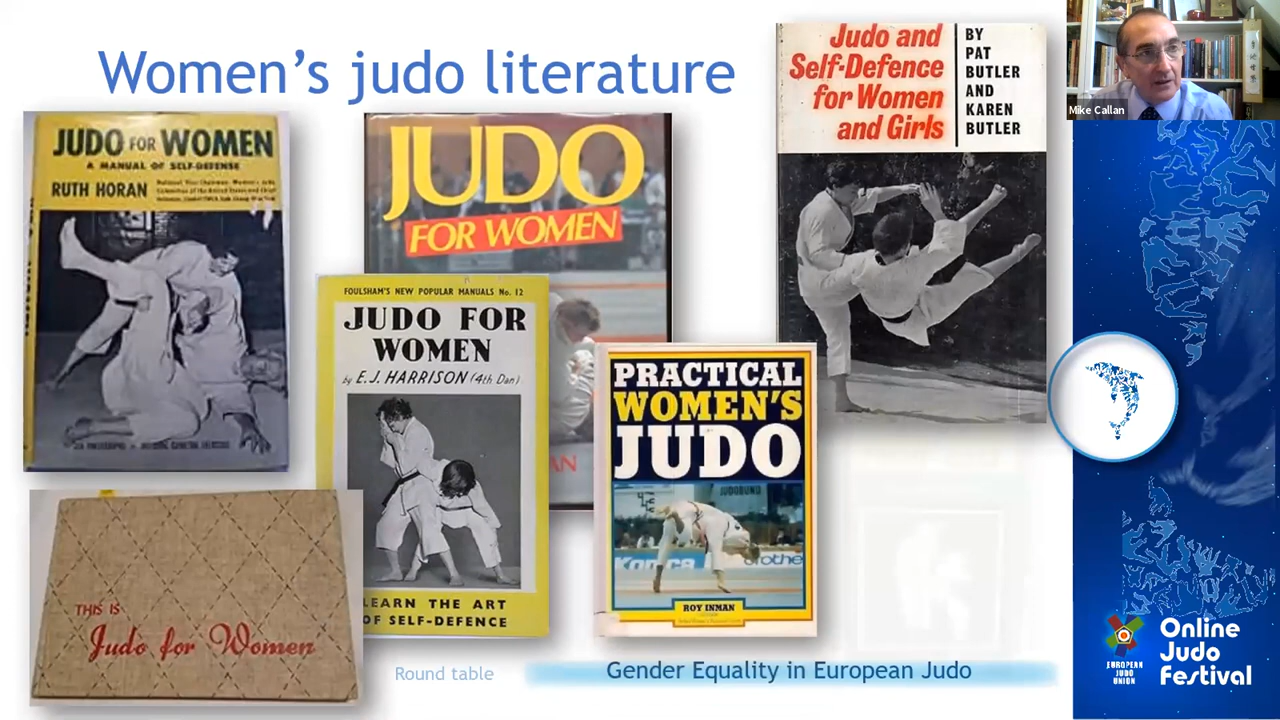 Women's judo literature
JUDO FOR WOMEN
A MANUAL OF SELF-DEFENSE
RUTH HORAN
JUDO
FOR WOMEN
Judo and
Self-Defence
for Women
and Girls
BY
PAT
BUTLER
AND
KAREN
BUTLER
Mike Callan
FOULSHAM'S NEW POPULAR MANUALS No. 12
JUDO FOR
WOMEN
by E.J. HARRISON (4th Dan)
LEARN THE ART
OF SELF-DEFENCE
PRACTICAL
WOMEN'S
JUDO
ROY INMAN
THIS IS
Judo for Women
Round table
Gender Equality in European Judo
EUROPEAN
JUDO
UNION
Online
Judo
Festival